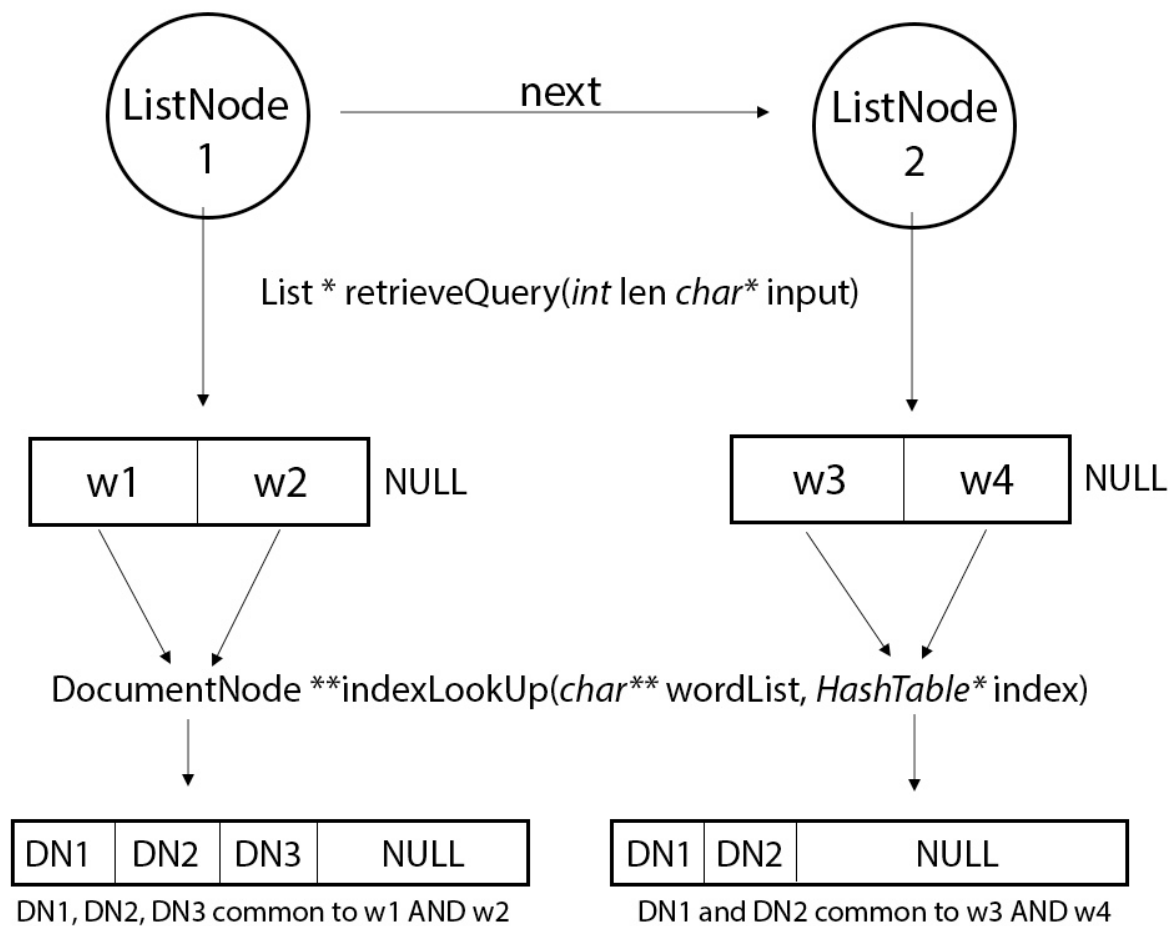 ListNode
1
next
ListNode
2
List * retrieveQuery(int len char* input)
w1 w2 NULL
w3 w4 NULL
DocumentNode **indexLookUp(char** wordList, HashTable* index)
DN1 DN2 DN3 NULL
DN1 DN2 NULL
DN1, DN2, DN3 common to w1 AND w2
DN1 and DN2 common to w3 AND w4